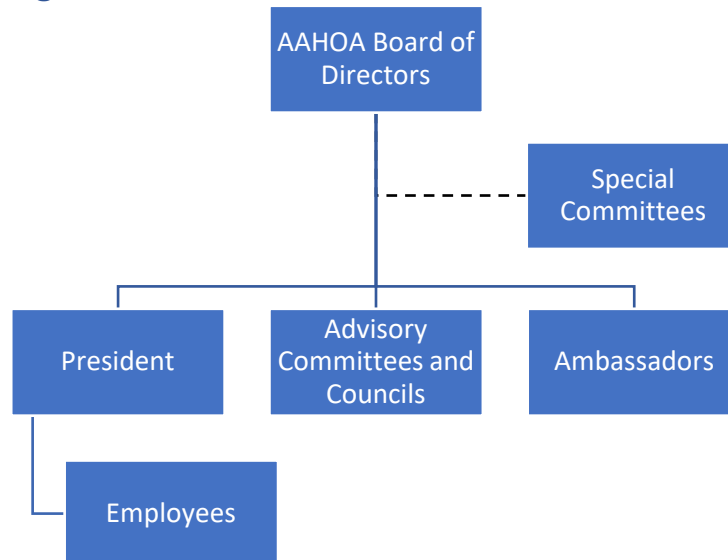 AAHOA Board of
Directors
Special
Committees
President
Advisory
Committees and
Councils
Ambassadors
Employees